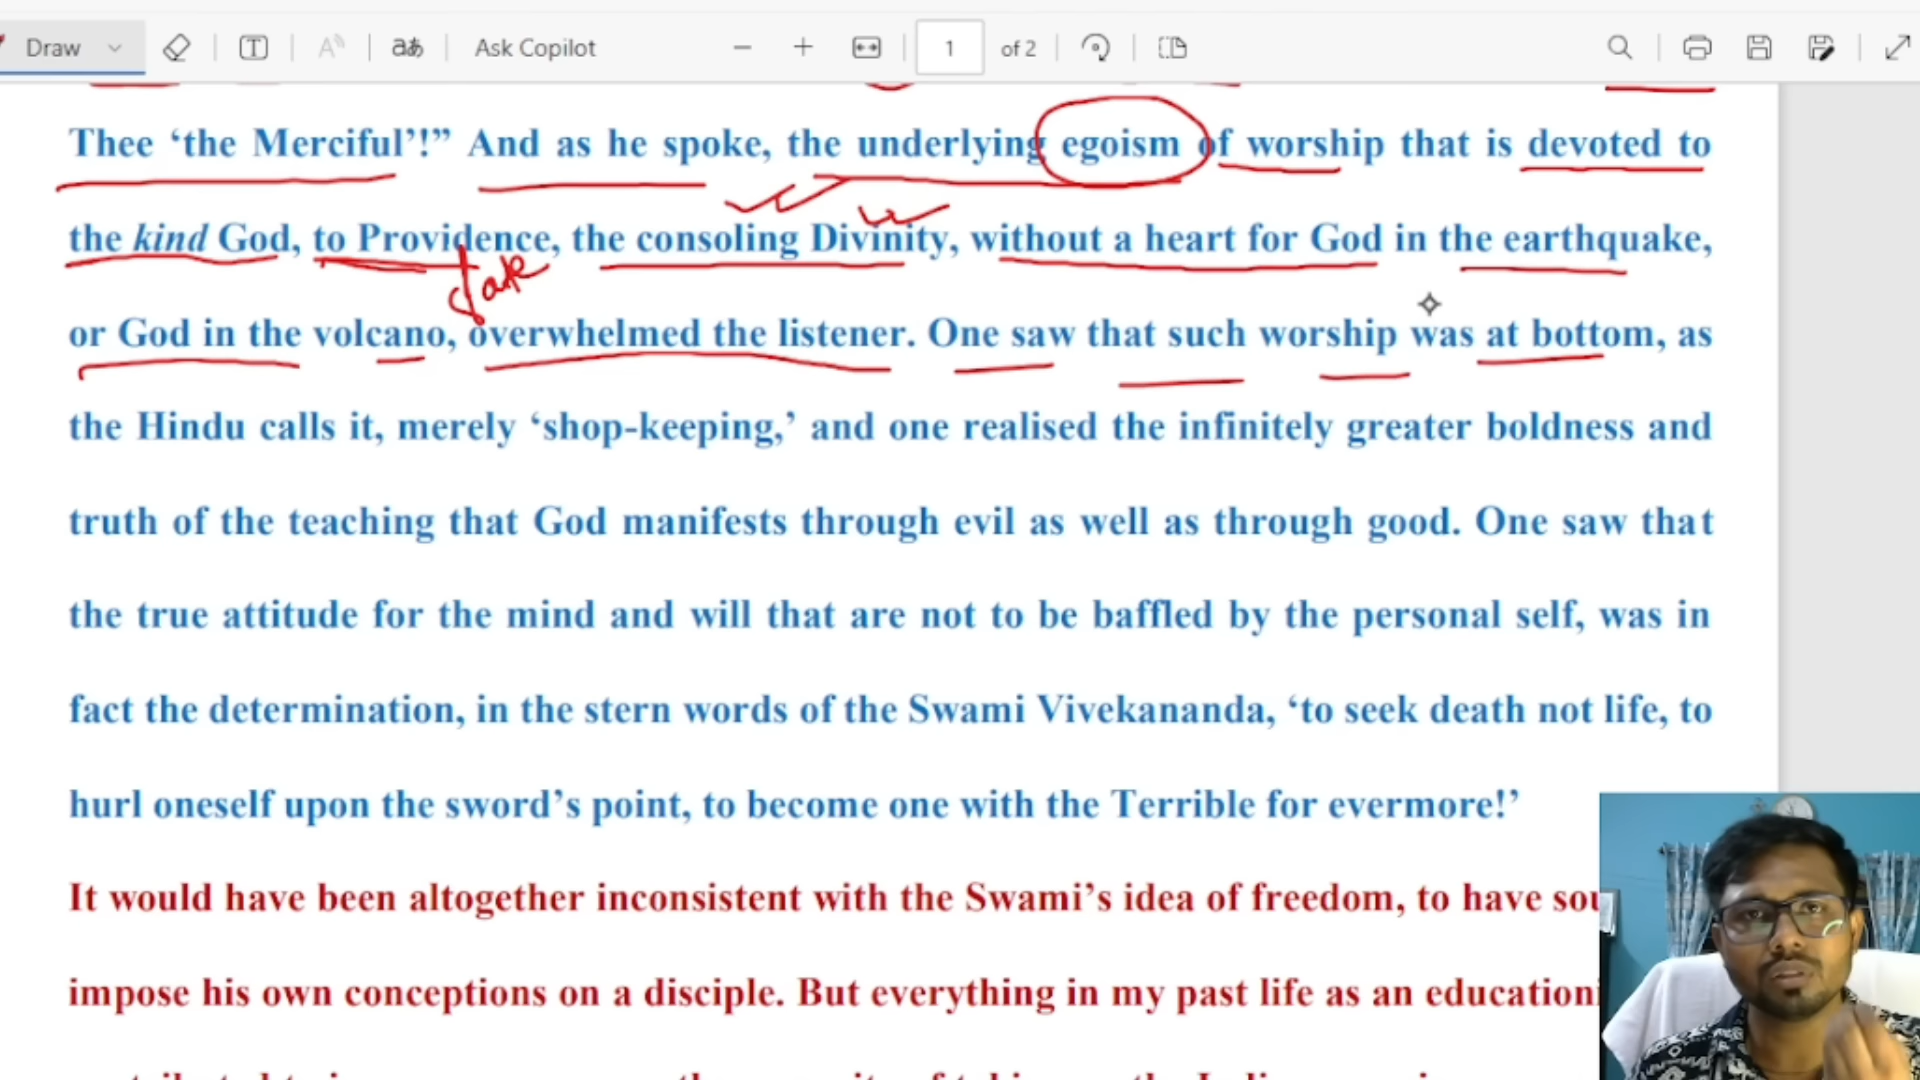 Draw
aあ
Ask Copilot
1 of 2
Thee ‘the Merciful’!” And as he spoke, the underlying egoism of worship that is devoted to
the kind God, to Providence, the consoling Divinity, without a heart for God in the earthquake,
or God in the volcano, overwhelmed the listener. One saw that such worship was at bottom, as
the Hindu calls it, merely ‘shop-keeping,’ and one realised the infinitely greater boldness and
truth of the teaching that God manifests through evil as well as through good. One saw that
the true attitude for the mind and will that are not to be baffled by the personal self, was in
fact the determination, in the stern words of the Swami Vivekananda, ‘to seek death not life, to
hurl oneself upon the sword’s point, to become one with the Terrible for evermore!’
It would have been altogether inconsistent with the Swami’s idea of freedom, to have sou
impose his own conceptions on a disciple. But everything in my past life as an educationi